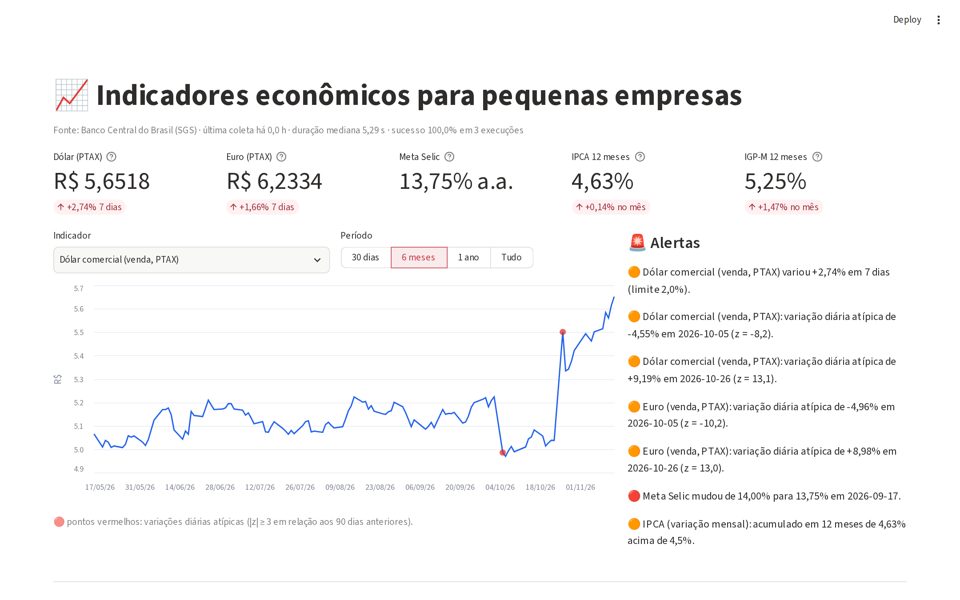 Deploy
Indicadores econômicos para pequenas empresas
Fonte: Banco Central do Brasil (SGS) · última coleta há 0,0 h · duração mediana 5,29 s · sucesso 100,0% em 3 execuções
Dólar (PTAX)
R$ 5,6518
↑ +2,74% 7 dias
Euro (PTAX)
R$ 6,2334
↑ +1,66% 7 dias
Meta Selic
13,75% a.a.
IPCA 12 meses
4,63%
↑ +0,14% no mês
IGP-M 12 meses
5,25%
↑ +1,47% no mês
Indicador
Dólar comercial (venda, PTAX)
Período
30 dias
6 meses
1 ano
Tudo
R$
5.7
5.6
5.5
5.4
5.3
5.2
5.1
5.0
4.9
17/05/26
31/05/26
14/06/26
28/06/26
12/07/26
26/07/26
09/08/26
23/08/26
06/09/26
20/09/26
04/10/26
18/10/26
01/11/26
pontos vermelhos: variações diárias atípicas (|z| ≥ 3 em relação aos 90 dias anteriores).
Alertas
Dólar comercial (venda, PTAX) variou +2,74% em 7 dias
(limite 2,0%).
Dólar comercial (venda, PTAX): variação diária atípica de
-4,55% em 2026-10-05 (z = -8,2).
Dólar comercial (venda, PTAX): variação diária atípica de
+9,19% em 2026-10-26 (z = 13,1).
Euro (venda, PTAX): variação diária atípica de -4,96% em
2026-10-05 (z = -10,2).
Euro (venda, PTAX): variação diária atípica de +8,98% em
2026-10-26 (z = 13,0).
Meta Selic mudou de 14,00% para 13,75% em 2026-09-17.
IPCA (variação mensal): acumulado em 12 meses de 4,63%
acima de 4,5%.